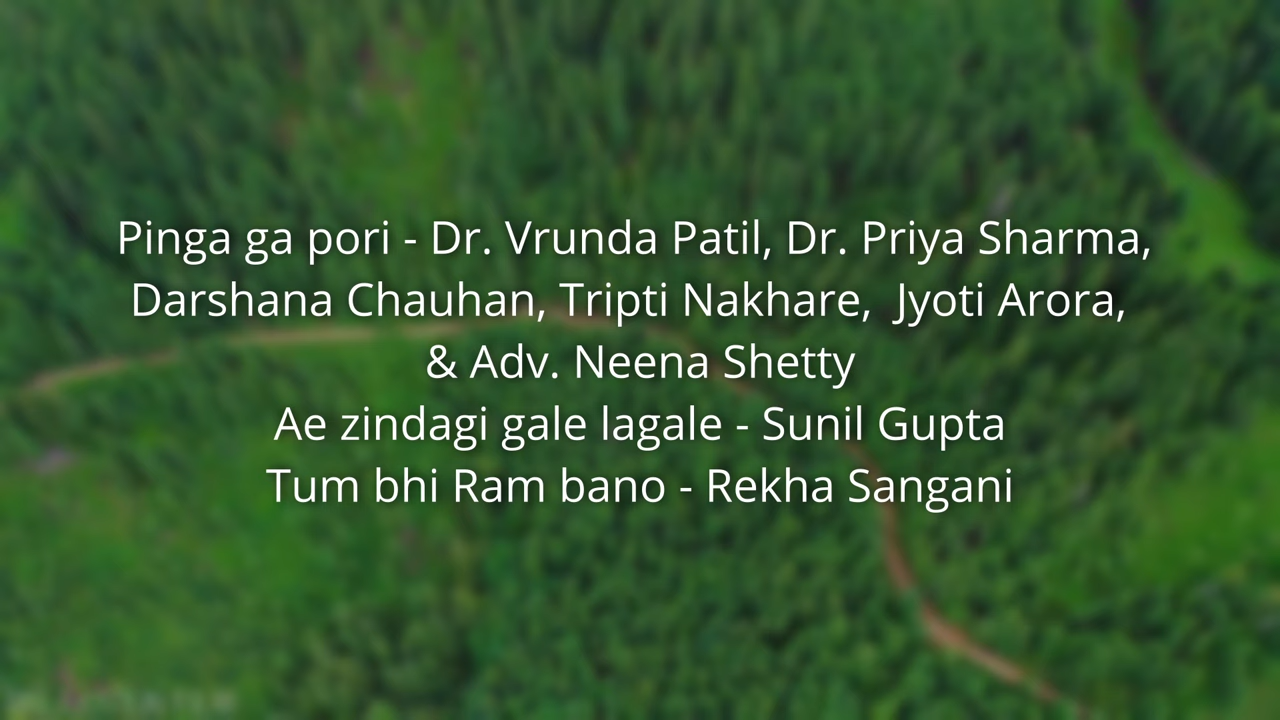 Pinga ga pori - Dr. Vrunda Patil, Dr. Priya Sharma,
Darshana Chauhan, Tripti Nakhare,  Jyoti Arora,
& Adv. Neena Shetty
Ae zindagi gale lagale - Sunil Gupta
Tum bhi Ram bano - Rekha Sangani